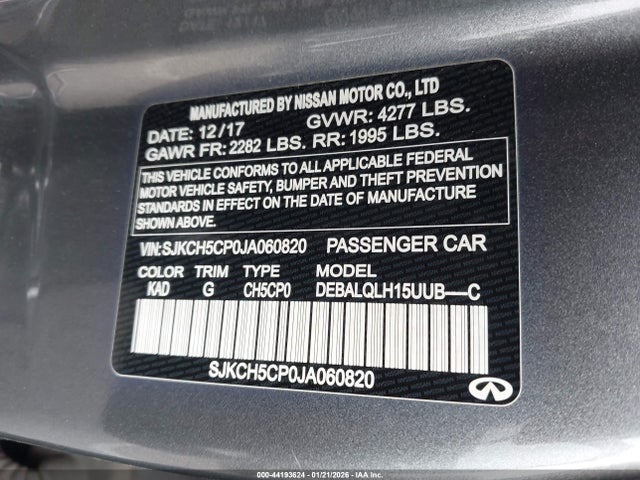 MANUFACTURED BY NISSAN MOTOR CO., LTD
DATE: 12/17 GVWR: 4277 LBS.
GAWR FR: 2282 LBS. RR: 1995 LBS.
THIS VEHICLE CONFORMS TO ALL APPLICABLE FEDERAL
MOTOR VEHICLE SAFETY, BUMPER AND THEFT PREVENTION
STANDARDS IN EFFECT ON THE DATE OF MANUFACTURE
SHOWN ABOVE.
VIN:SJKCH5CP0JA060820 PASSENGER CAR
COLOR TRIM TYPE MODEL
KAD G CH5CP0 DEBALQLH15UUB—C
SJKCH5CP0JA060820
000-44193624 | 01/21/2026 | IAA, Inc.